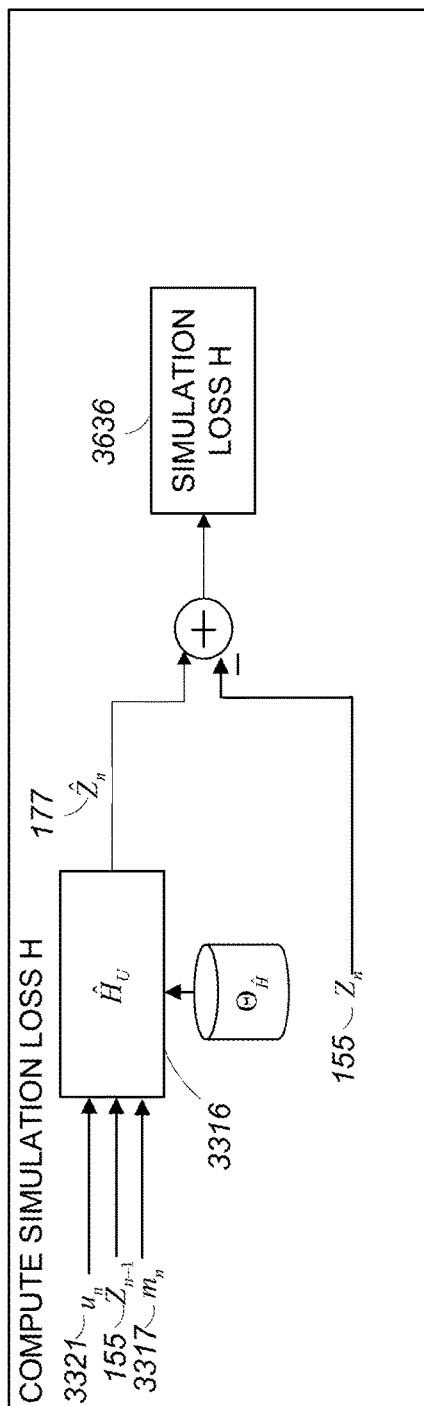 COMPUTE SIMULATION LOSS H
3321 u_n
155 Z_{n-1}
3317 m_n
Ĥ_U
3316
Θ_Ĥ
177 Ẑ_n
155 Z_n
+
−
3636
SIMULATION
LOSS H